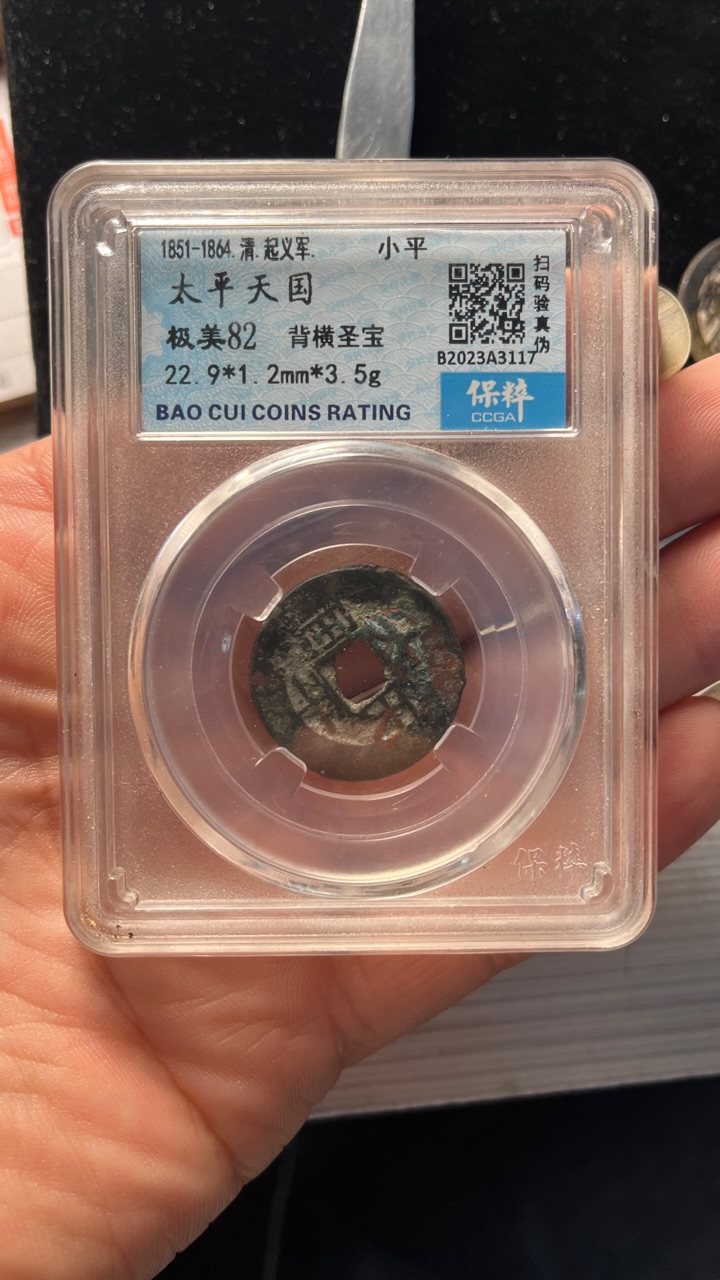 1851-1864.清.起义军. 小平
太平天国
极美82 背横圣宝
22.9*1.2mm*3.5g
BAO CUI COINS RATING
扫码验真伪
B2023A3117
保粹
CCGA
保粹